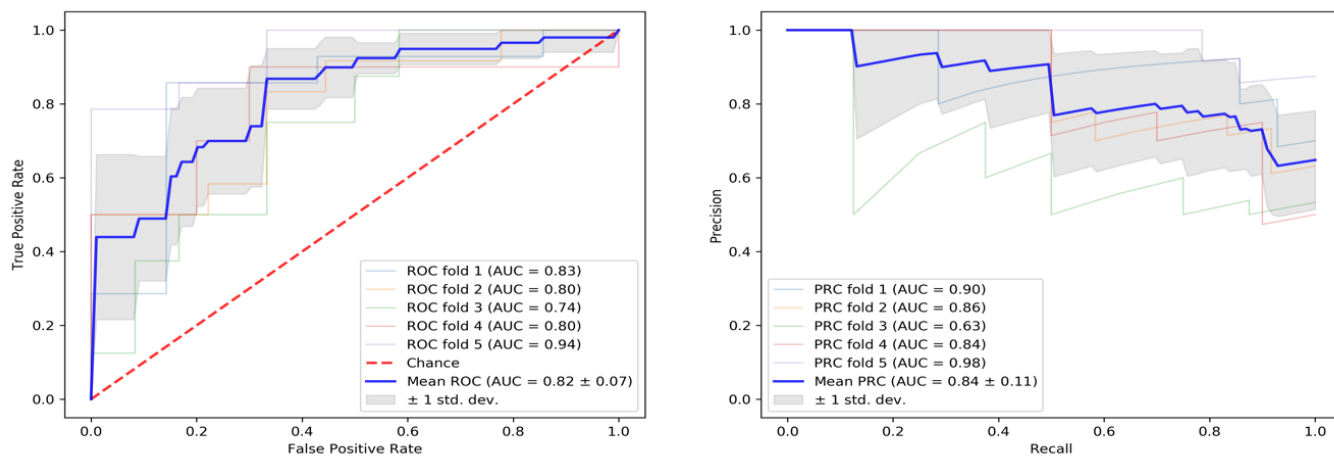 1.0
0.8
0.6
0.4
0.2
0.0
True Positive Rate
0.0 0.2 0.4 0.6 0.8 1.0
False Positive Rate
ROC fold 1 (AUC = 0.83)
ROC fold 2 (AUC = 0.80)
ROC fold 3 (AUC = 0.74)
ROC fold 4 (AUC = 0.80)
ROC fold 5 (AUC = 0.94)
Chance
Mean ROC (AUC = 0.82 ± 0.07)
± 1 std. dev.
1.0
0.8
0.6
0.4
0.2
0.0
Precision
0.0 0.2 0.4 0.6 0.8 1.0
Recall
PRC fold 1 (AUC = 0.90)
PRC fold 2 (AUC = 0.86)
PRC fold 3 (AUC = 0.63)
PRC fold 4 (AUC = 0.84)
PRC fold 5 (AUC = 0.98)
Mean PRC (AUC = 0.84 ± 0.11)
± 1 std. dev.